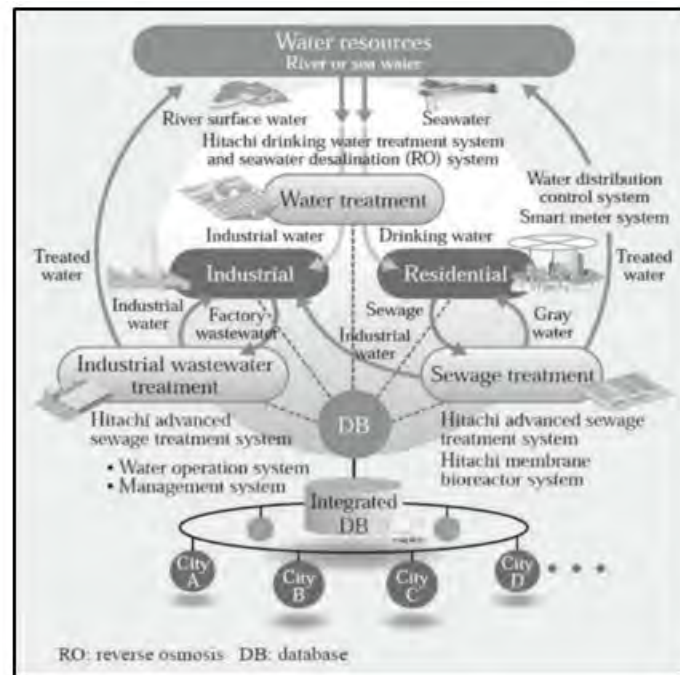 Water resources
River or sea water
River surface water
Seawater
Hitachi drinking water treatment system
and seawater desalination (RO) system
Water distribution
control system
Smart meter system
Water treatment
Industrial water
Drinking water
Treated
water
Industrial
Residential
Treated
water
Industrial
water
Factory
wastewater
Sewage
Industrial
water
Gray
water
Industrial wastewater
treatment
Sewage treatment
Hitachi advanced
sewage treatment system
• Water operation system
• Management system
DB
Hitachi advanced sewage
treatment system
Hitachi membrane
bioreactor system
Integrated
DB
City
A
City
B
City
C
City
D
RO: reverse osmosis DB: database